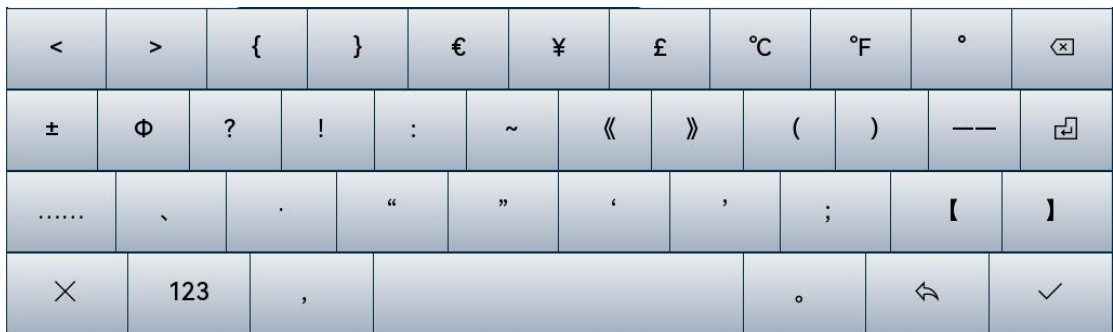 < > { } € ¥ £ ℃ ℉ °
± Φ ? ! : ~ 《 》 ( ) ——
…… 、 · “ ” ‘ ’ ; 【 】
123 , 。